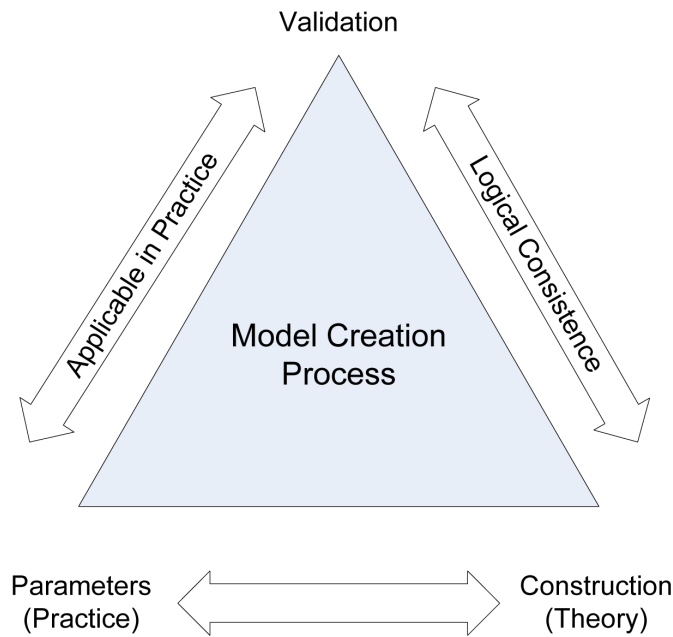 Validation
Applicable in Practice
Logical Consistence
Model Creation
Process
Parameters
(Practice)
Construction
(Theory)